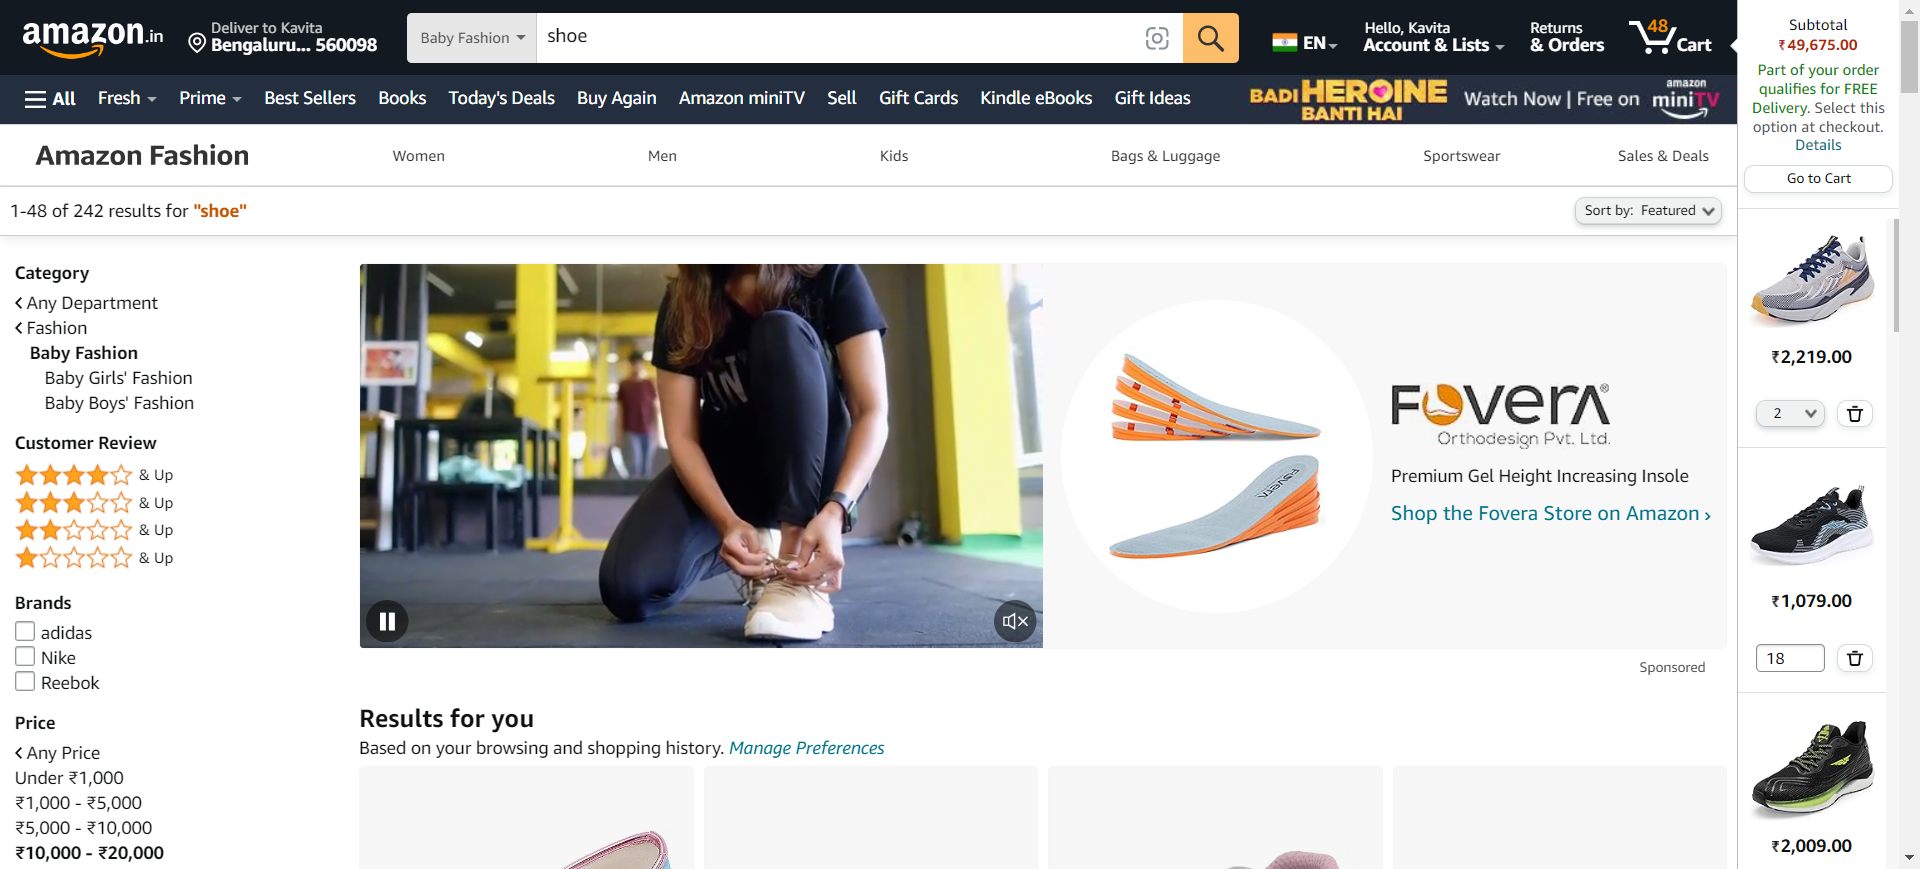 amazon.in
Deliver to Kavita
Bengaluru... 560098
Baby Fashion
shoe
EN
Hello, Kavita
Account & Lists
Returns
& Orders
48
Cart
All
Fresh
Prime
Best Sellers
Books
Today's Deals
Buy Again
Amazon miniTV
Sell
Gift Cards
Kindle eBooks
Gift Ideas
BADI HEROINE
BANTI HAI
Watch Now | Free on
amazon
miniTV
Amazon Fashion
Women
Men
Kids
Bags & Luggage
Sportswear
Sales & Deals
1-48 of 242 results for "shoe"
Sort by: Featured
Category
Any Department
Fashion
Baby Fashion
Baby Girls' Fashion
Baby Boys' Fashion
Customer Review
& Up
& Up
& Up
& Up
Brands
adidas
Nike
Reebok
Price
Any Price
Under ₹1,000
₹1,000 - ₹5,000
₹5,000 - ₹10,000
₹10,000 - ₹20,000
FOVERA
FOVERA®
Orthodesign Pvt. Ltd.
Premium Gel Height Increasing Insole
Shop the Fovera Store on Amazon ›
Sponsored
Results for you
Based on your browsing and shopping history. Manage Preferences
Subtotal
₹49,675.00
Part of your order
qualifies for FREE
Delivery. Select this
option at checkout.
Details
Go to Cart
₹2,219.00
2
₹1,079.00
18
₹2,009.00